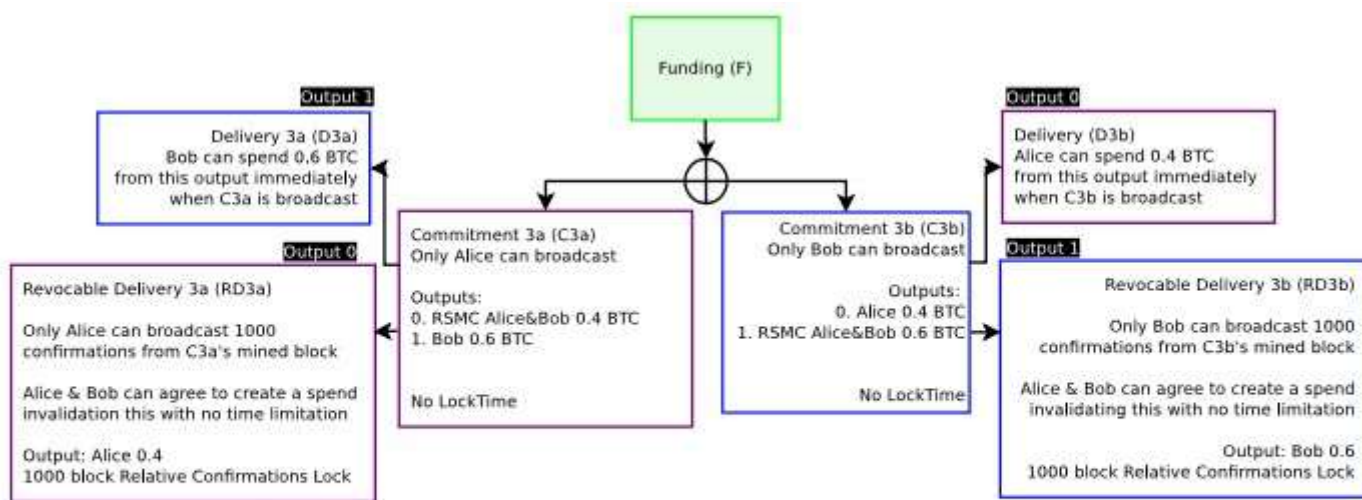 Funding (F)
Output 1
Delivery 3a (D3a)
Bob can spend 0.6 BTC
from this output immediately
when C3a is broadcast
Output 0
Delivery (D3b)
Alice can spend 0.4 BTC
from this output immediately
when C3b is broadcast
Output 0
Revocable Delivery 3a (RD3a)
Only Alice can broadcast 1000
confirmations from C3a's mined block
Alice & Bob can agree to create a spend
invalidation this with no time limitation
Output: Alice 0.4
1000 block Relative Confirmations Lock
Commitment 3a (C3a)
Only Alice can broadcast
Outputs:
0. RSMC Alice&Bob 0.4 BTC
1. Bob 0.6 BTC
No LockTime
Commitment 3b (C3b)
Only Bob can broadcast
Outputs:
0. Alice 0.4 BTC
1. RSMC Alice&Bob 0.6 BTC
No LockTime
Output 1
Revocable Delivery 3b (RD3b)
Only Bob can broadcast 1000
confirmations from C3b's mined block
Alice & Bob can agree to create a spend
invalidating this with no time limitation
Output: Bob 0.6
1000 block Relative Confirmations Lock